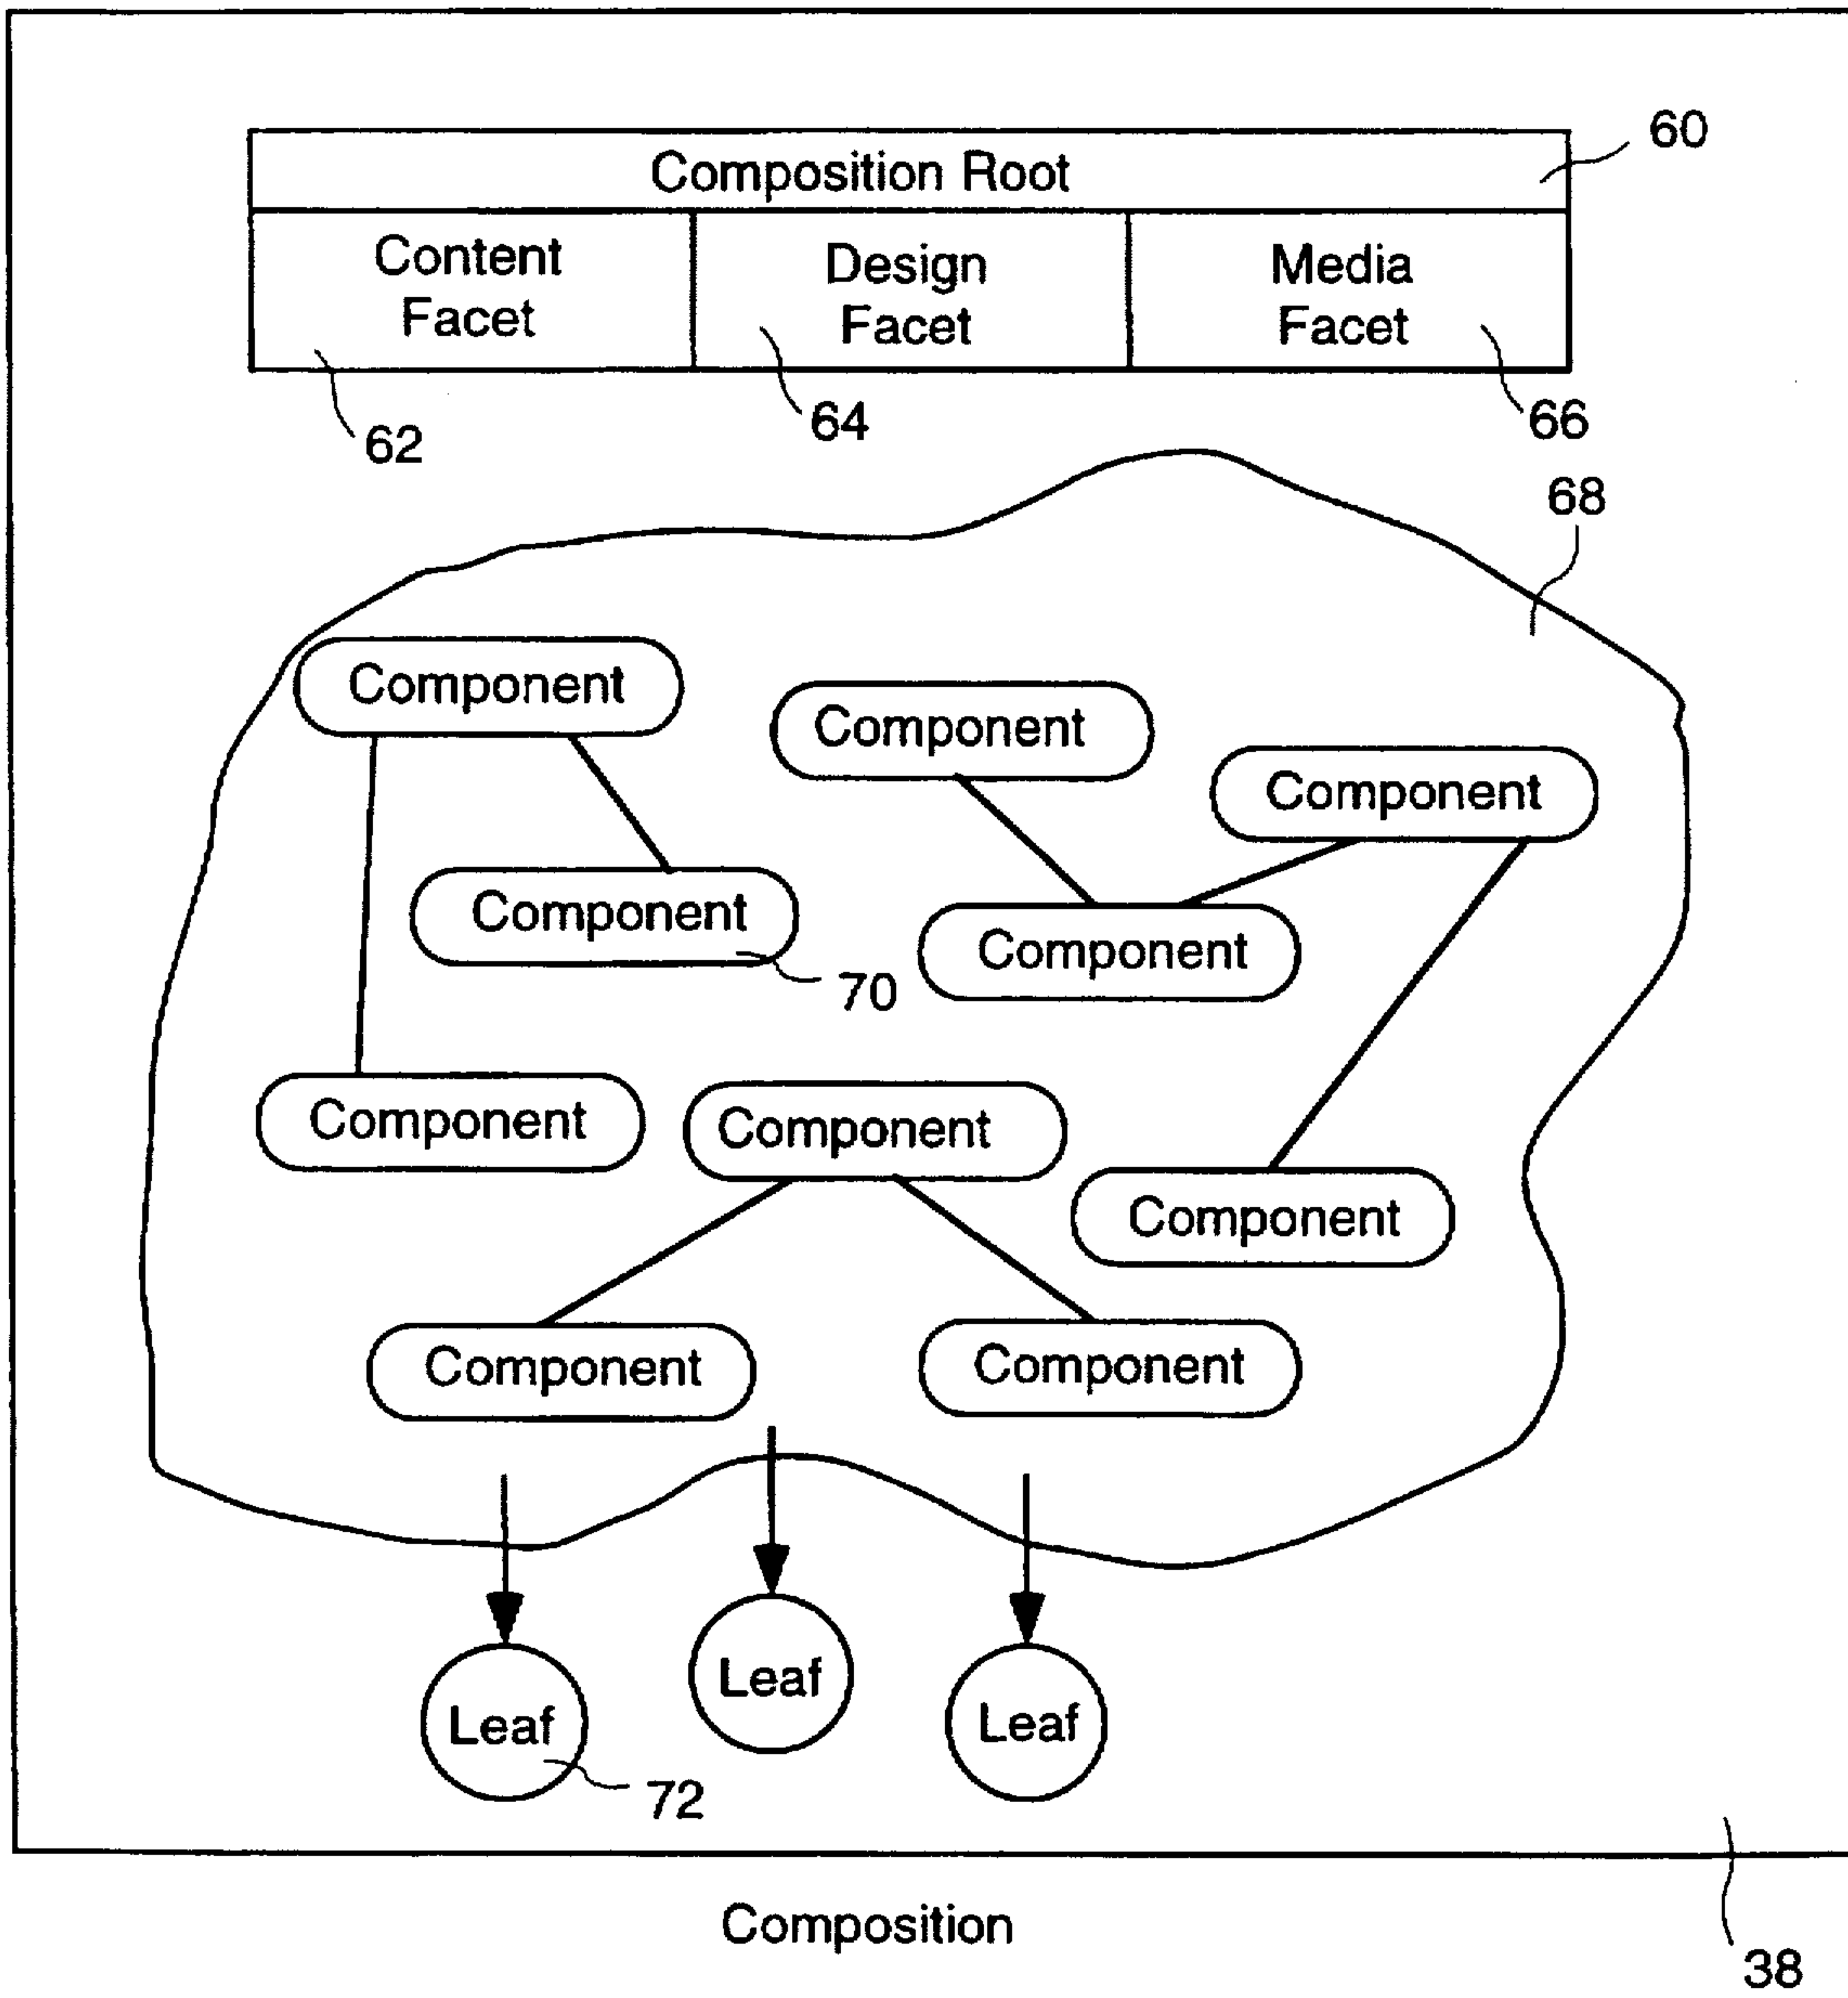 60
Composition Root
Content
Facet
Design
Facet
Media
Facet
62
64
66
68
Component
Component
Component
Component
70
Component
Component
Component
Component
Component
Component
Leaf
Leaf
Leaf
72
Composition
38